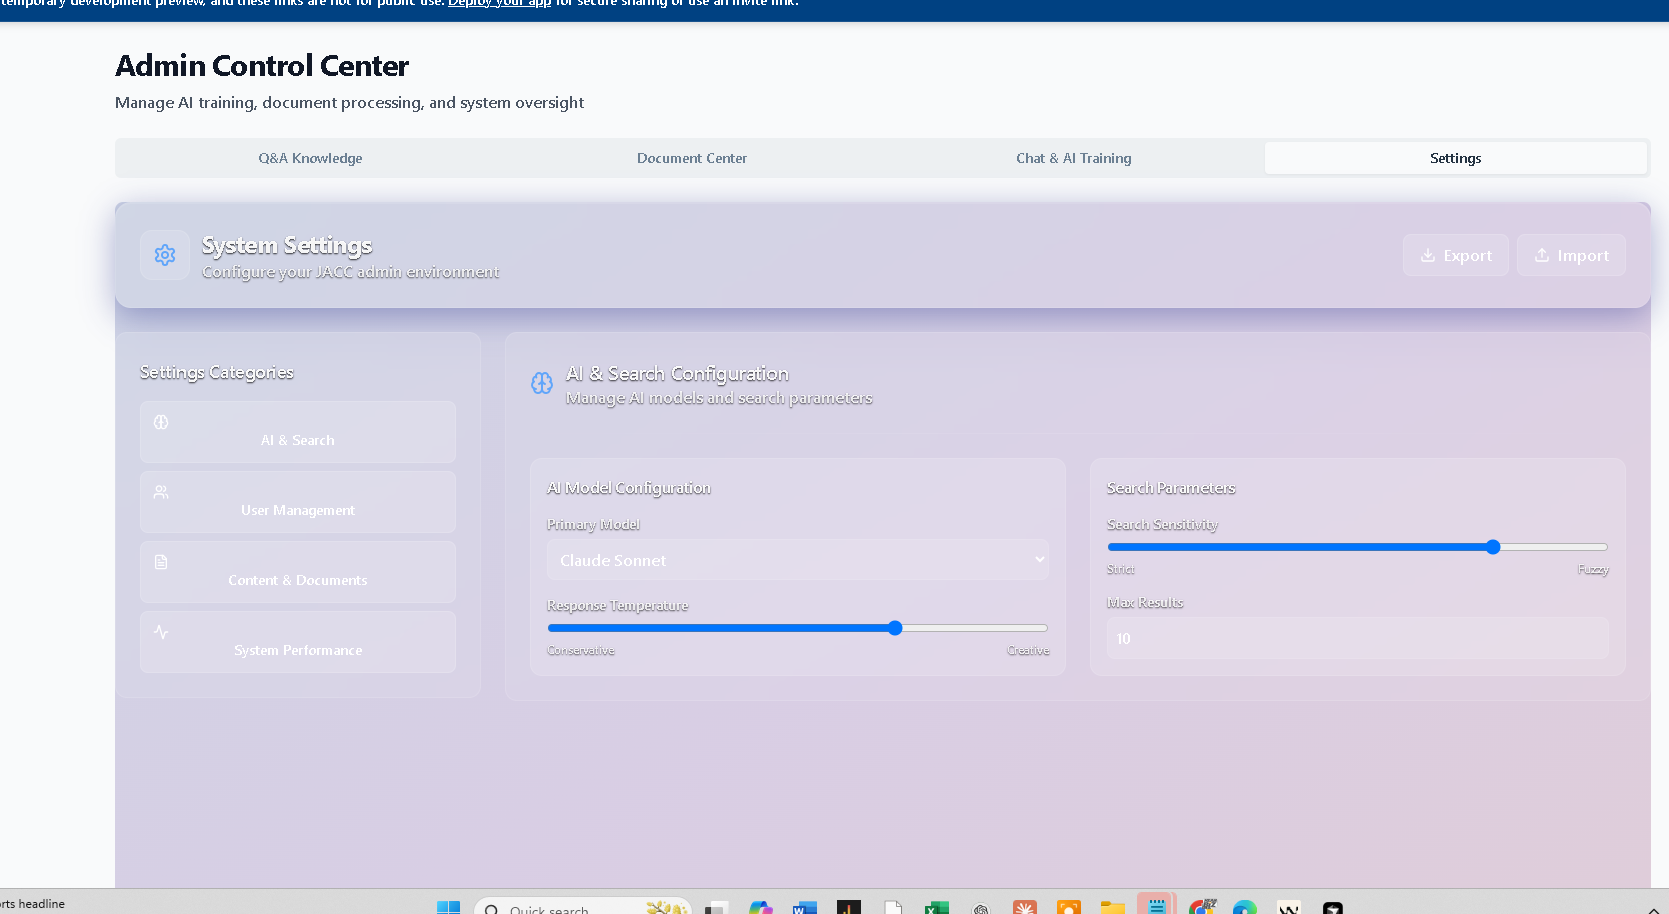 temporary development preview, and these links are not for public use. Deploy your app for secure sharing or use an invite link.
Admin Control Center
Manage AI training, document processing, and system oversight
Q&A Knowledge
Document Center
Chat & AI Training
Settings
System Settings
Configure your JACC admin environment
Export
Import
Settings Categories
AI & Search
User Management
Content & Documents
System Performance
AI & Search Configuration
Manage AI models and search parameters
AI Model Configuration
Primary Model
Claude Sonnet
Response Temperature
Conservative
Creative
Search Parameters
Search Sensitivity
Strict
Fuzzy
Max Results
10
rts headline
Quick search